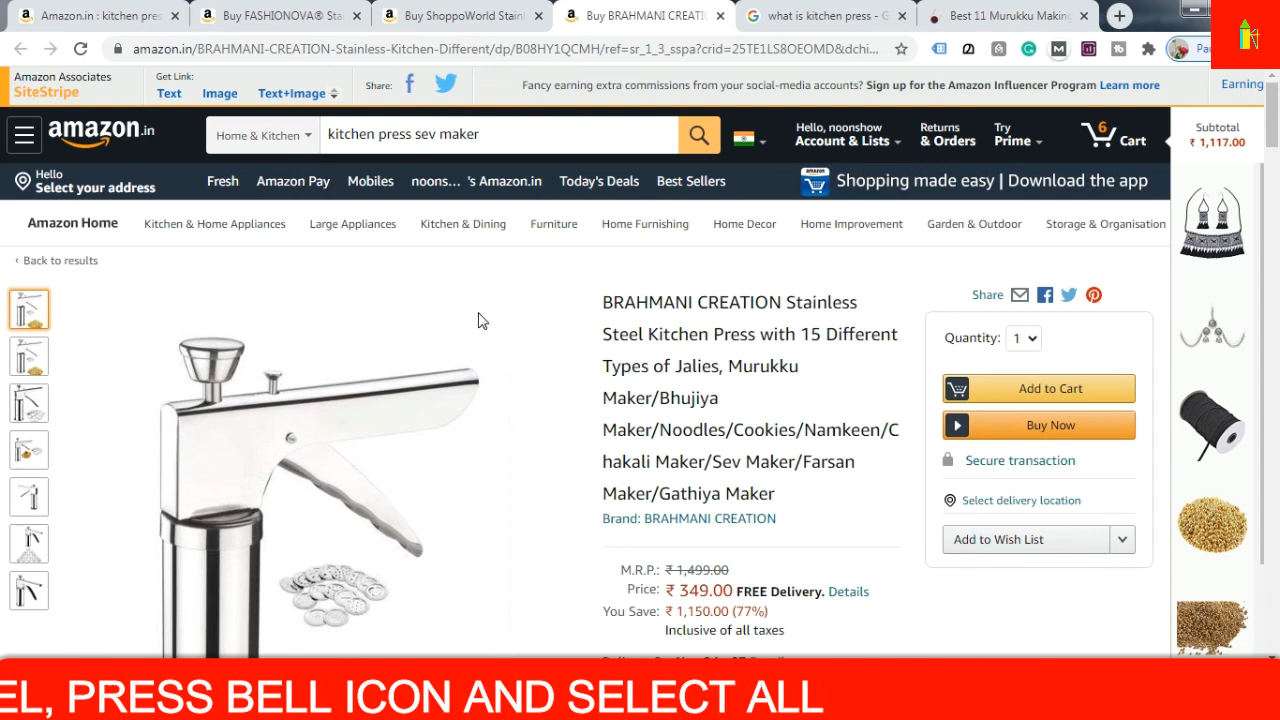 Amazon.in : kitchen pres
Buy FASHIONOVA® Sta
Buy ShoppoWorld Stainl
Buy BRAHMANI CREATIC
what is kitchen press - G
Best 11 Murukku Making
amazon.in/BRAHMANI-CREATION-Stainless-Kitchen-Different/dp/B08HY1QCMH/ref=sr_1_3_sspa?crid=25TE1LS8OEOMD&dchi...
Amazon Associates
SiteStripe
Get Link:
Text Image Text+Image
Share:
Fancy earning extra commissions from your social-media accounts? Sign up for the Amazon Influencer Program Learn more
Earning
amazon.in
Home & Kitchen
kitchen press sev maker
Hello, noonshow
Account & Lists
Returns
& Orders
Try
Prime
6
Cart
Subtotal
₹ 1,117.00
Hello
Select your address
Fresh Amazon Pay Mobiles noons... 's Amazon.in Today's Deals Best Sellers
Shopping made easy | Download the app
Amazon Home Kitchen & Home Appliances Large Appliances Kitchen & Dining Furniture Home Furnishing Home Decor Home Improvement Garden & Outdoor Storage & Organisation
‹ Back to results
BRAHMANI CREATION Stainless
Steel Kitchen Press with 15 Different
Types of Jalies, Murukku
Maker/Bhujiya
Maker/Noodles/Cookies/Namkeen/C
hakali Maker/Sev Maker/Farsan
Maker/Gathiya Maker
Brand: BRAHMANI CREATION
M.R.P.: ₹ 1,499.00
Price: ₹ 349.00 FREE Delivery. Details
You Save: ₹ 1,150.00 (77%)
Inclusive of all taxes
Share
Quantity: 1
Add to Cart
Buy Now
Secure transaction
Select delivery location
Add to Wish List
EL, PRESS BELL ICON AND SELECT ALL